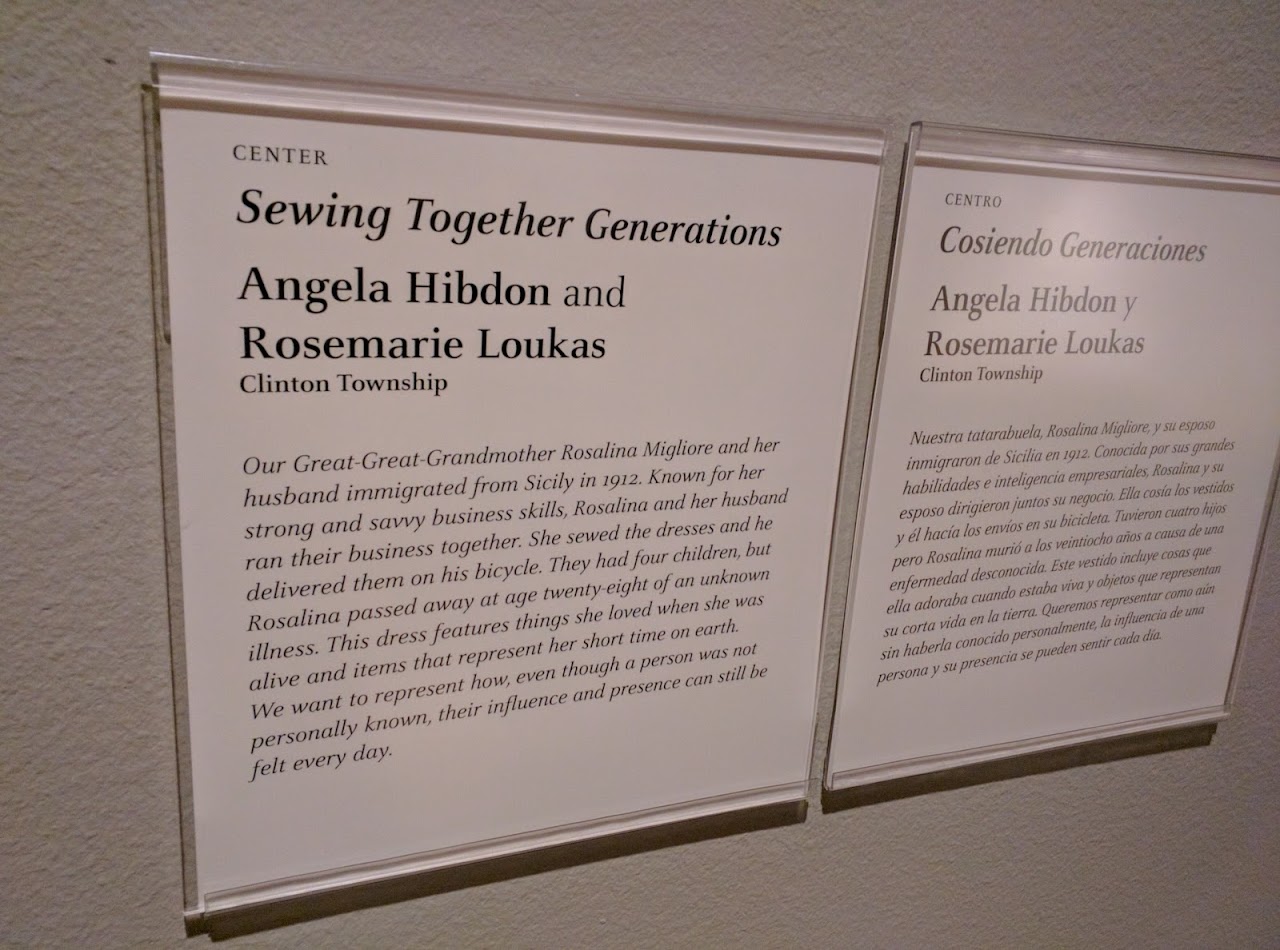 CENTER
Sewing Together Generations
Angela Hibdon and
Rosemarie Loukas
Clinton Township
Our Great-Great-Grandmother Rosalina Migliore and her
husband immigrated from Sicily in 1912. Known for her
strong and savvy business skills, Rosalina and her husband
ran their business together. She sewed the dresses and he
delivered them on his bicycle. They had four children, but
Rosalina passed away at age twenty-eight of an unknown
illness. This dress features things she loved when she was
alive and items that represent her short time on earth.
We want to represent how, even though a person was not
personally known, their influence and presence can still be
felt every day.
CENTRO
Cosiendo Generaciones
Angela Hibdon y
Rosemarie Loukas
Clinton Township
Nuestra tatarabuela, Rosalina Migliore, y su esposo
inmigraron de Sicilia en 1912. Conocida por sus grandes
habilidades e inteligencia empresariales, Rosalina y su
esposo dirigieron juntos su negocio. Ella cosía los vestidos
y él hacía los envíos en su bicicleta. Tuvieron cuatro hijos
pero Rosalina murió a los veintiocho años a causa de una
enfermedad desconocida. Este vestido incluye cosas que
ella adoraba cuando estaba viva y objetos que representan
su corta vida en la tierra. Queremos representar como aún
sin haberla conocido personalmente, la influencia de una
persona y su presencia se pueden sentir cada día.